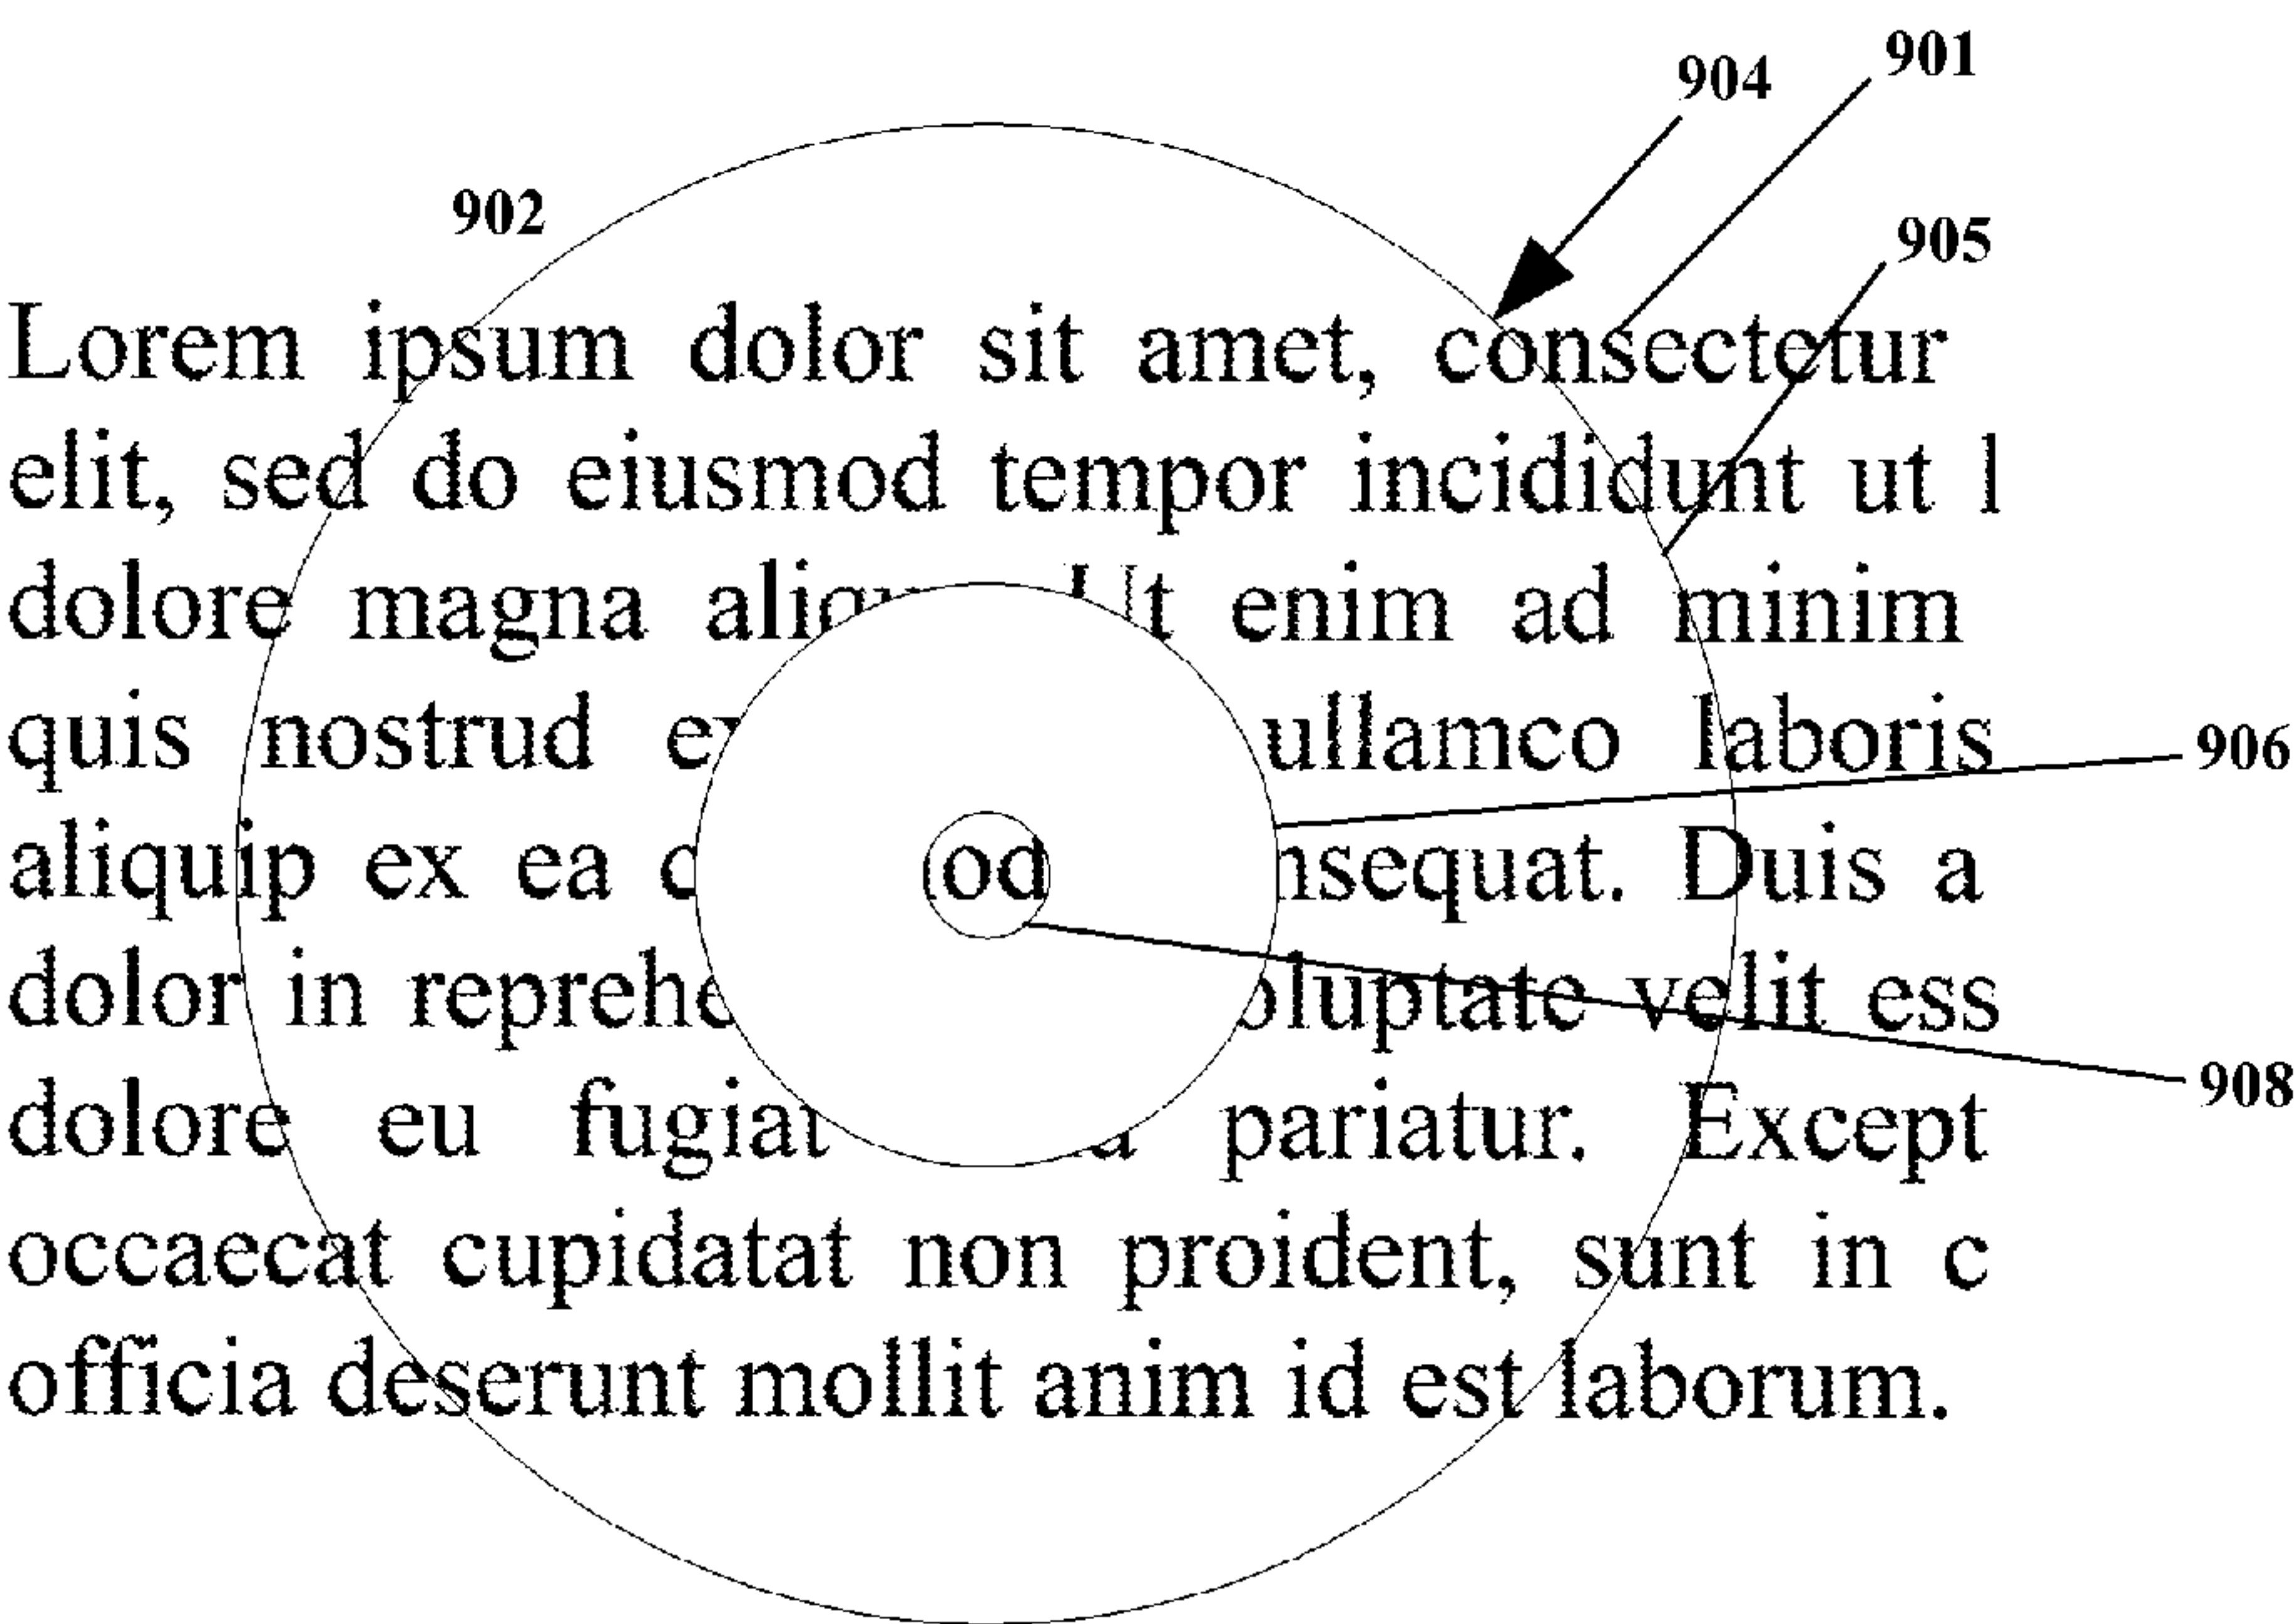 904
901
902
905
Lorem ipsum dolor sit amet, consectetur
elit, sed do eiusmod tempor incididunt ut l
dolore magna Ut enim ad minim
quis nostrud ullamco laboris
906
aliquip ex ea c od nsequat. Duis a
dolor in reprehe oluptate velit ess
908
dolore eu fugiat pariatur. Except
occaecat cupidatat non proident, sunt in c
officia deserunt mollit anim id est laborum.